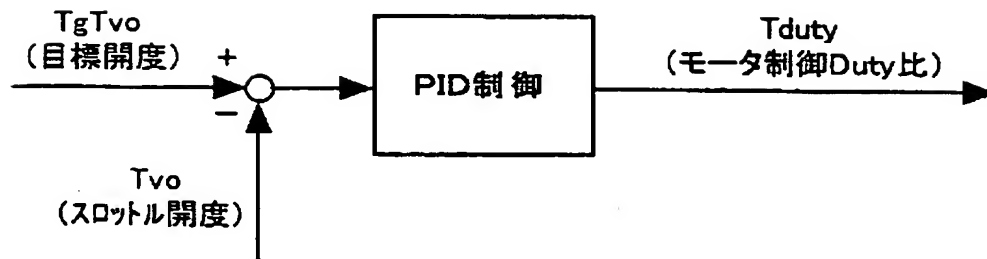 TgTvo
(目標開度)
+
−
PID制御
Tduty
(モータ制御Duty比)
Tvo
(スロットル開度)